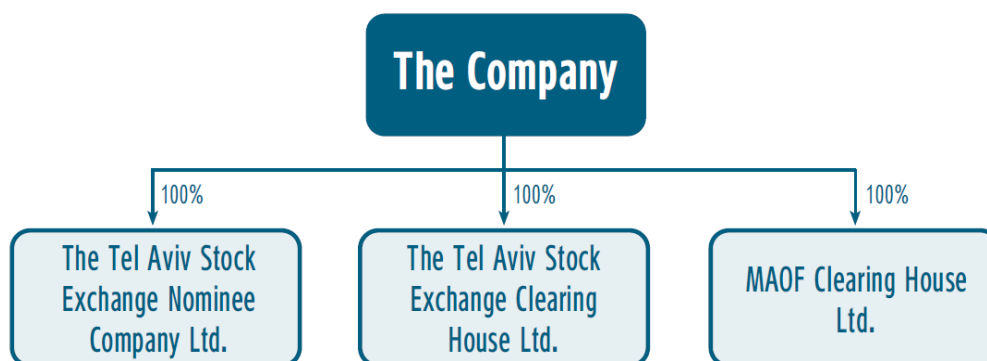 The Company
100%
100%
100%
The Tel Aviv Stock
Exchange Nominee
Company Ltd.
The Tel Aviv Stock
Exchange Clearing
House Ltd.
MAOF Clearing House
Ltd.